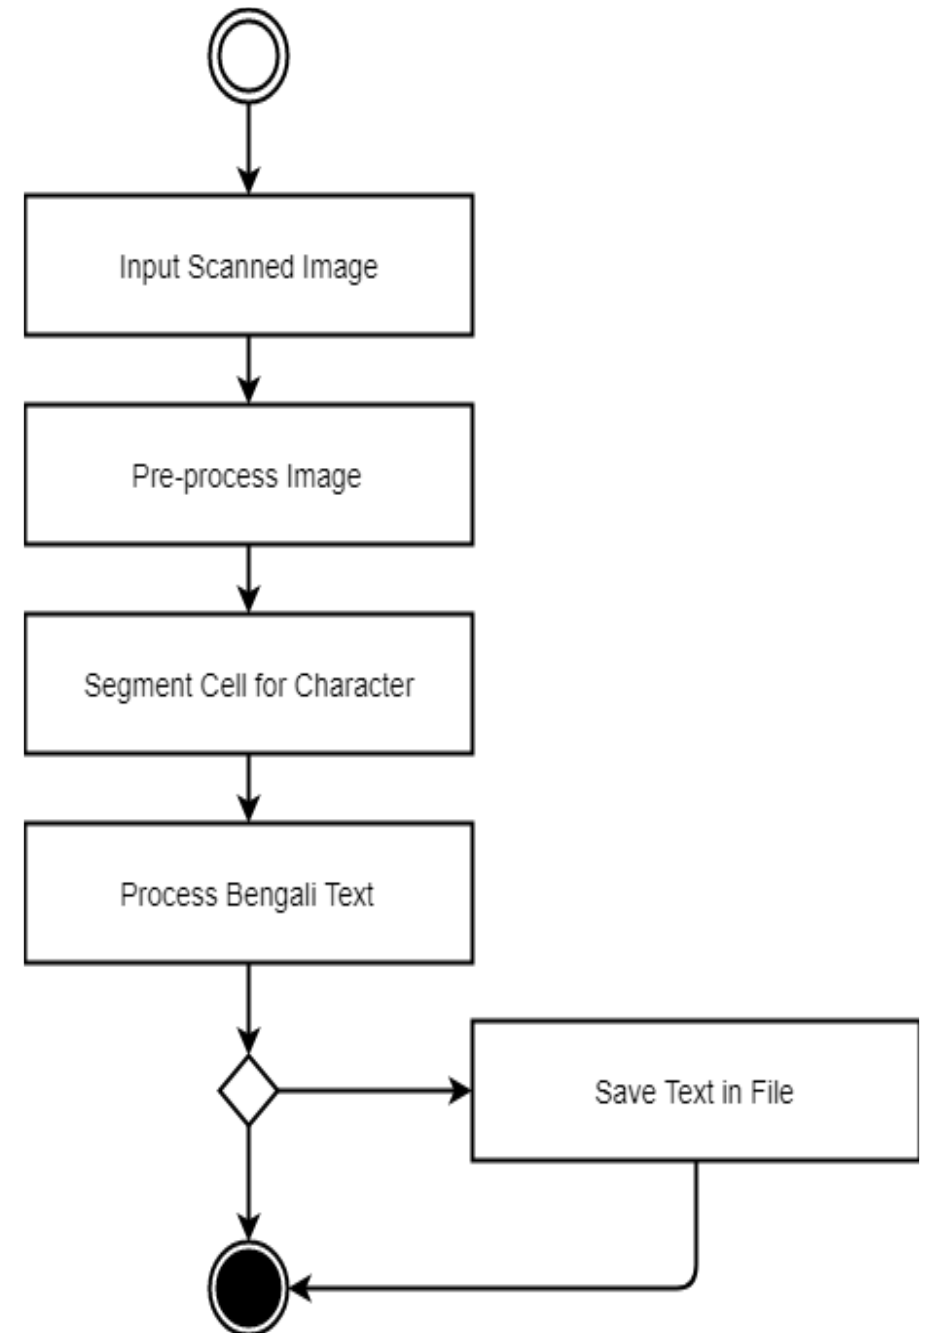 Input Scanned Image
Pre-process Image
Segment Cell for Character
Process Bengali Text
Save Text in File